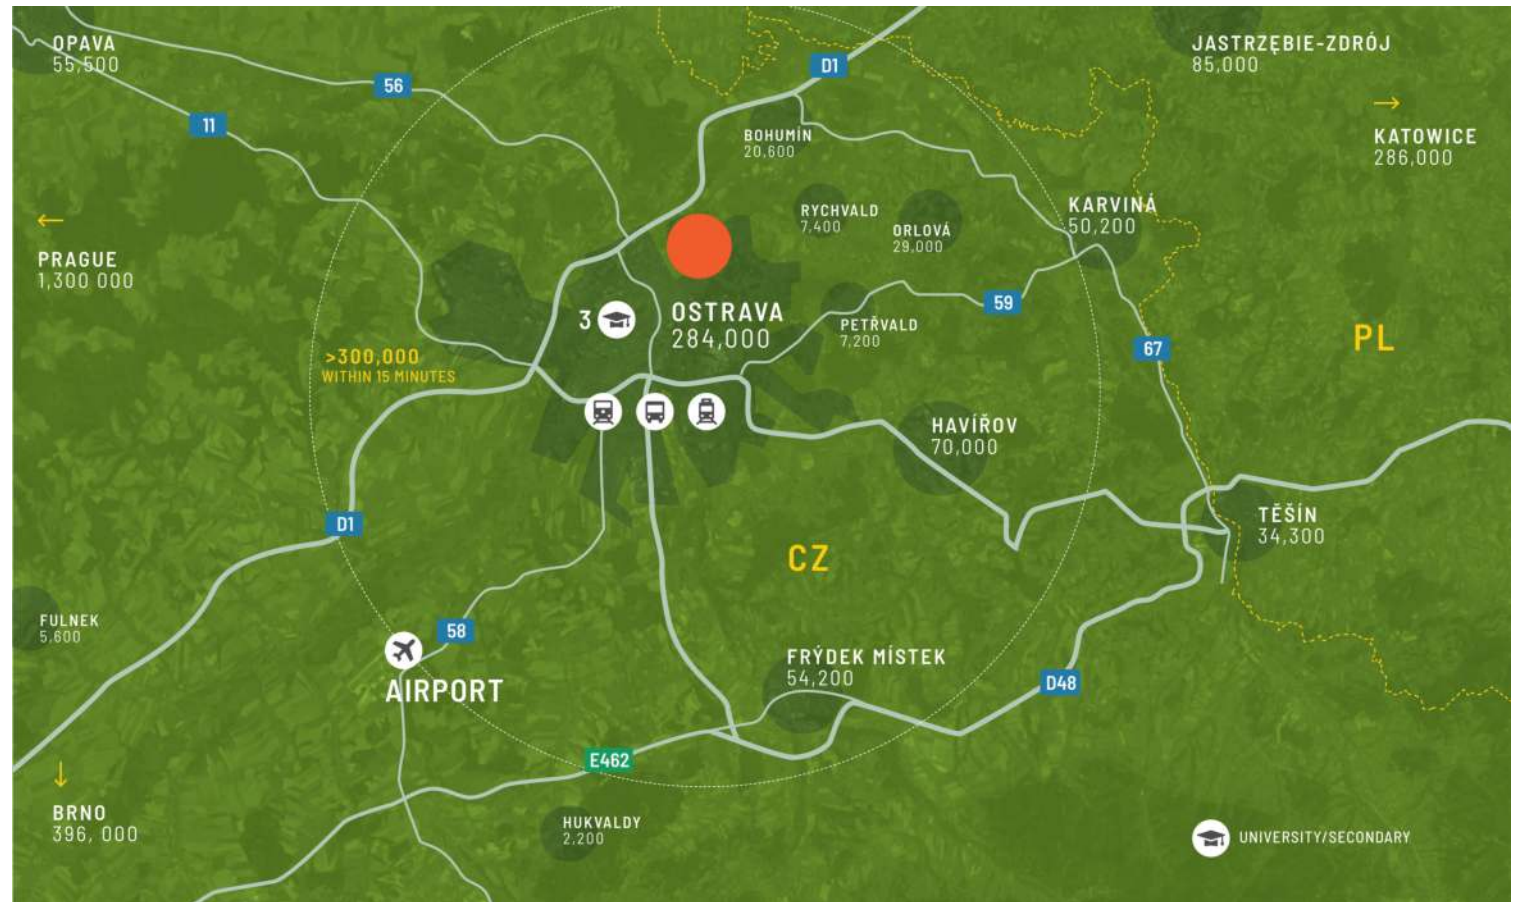 OPAVA
55,500
56
11
D1
JASTRZĘBIE-ZDRÓJ
85,000
→
KATOWICE
286,000
BOHUMÍN
20,600
←
PRAGUE
1,300 000
RYCHVALD
7,400
ORLOVÁ
29,000
KARVINÁ
50,200
3
OSTRAVA
284,000
PETŘVALD
7,200
59
67
PL
>300,000
WITHIN 15 MINUTES
HAVÍŘOV
70,000
D1
TĚŠÍN
34,300
CZ
FULNEK
5,600
58
AIRPORT
FRÝDEK MÍSTEK
54,200
D48
E462
↓
BRNO
396, 000
HUKVALDY
2,200
UNIVERSITY/SECONDARY